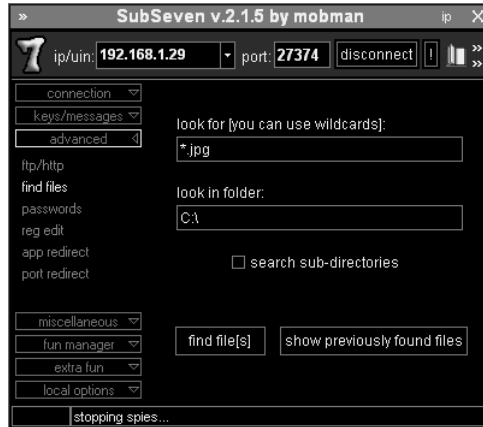 » SubSeven v.2.1.5 by mobman ip X
7 ip/uin: 192.168.1.29 port: 27374 disconnect ! »
»
connection
keys/messages
advanced
ftp/http
find files
passwords
reg edit
app redirect
port redirect
miscellaneous
fun manager
extra fun
local options
look for [you can use wildcards]:
*.jpg
look in folder:
C:\
search sub-directories
find file[s] show previously found files
stopping spies...